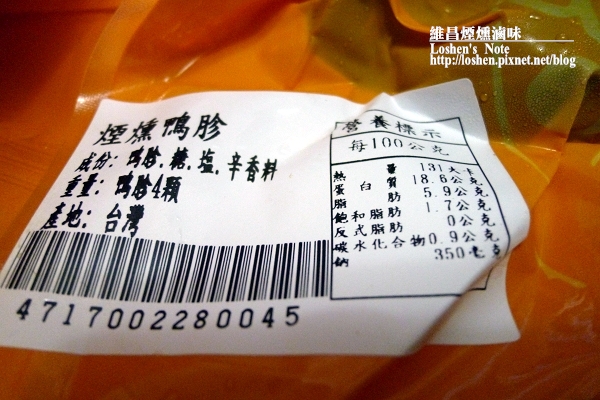 維昌煙燻滷味
Loshen's Note
http://loshen.pixnet.net/blog
煙燻鴨胗
成份: 鴨胗、糖、塩、辛香料
重量: 鴨胗4顆
產地: 台灣
4717002280045
營養標示
每100公克
熱量 131大卡
蛋白質 18.6公克
脂肪 5.9公克
飽和脂肪 1.7公克
反式脂肪 0公克
碳水化合物 0.9公克
鈉 350毫克